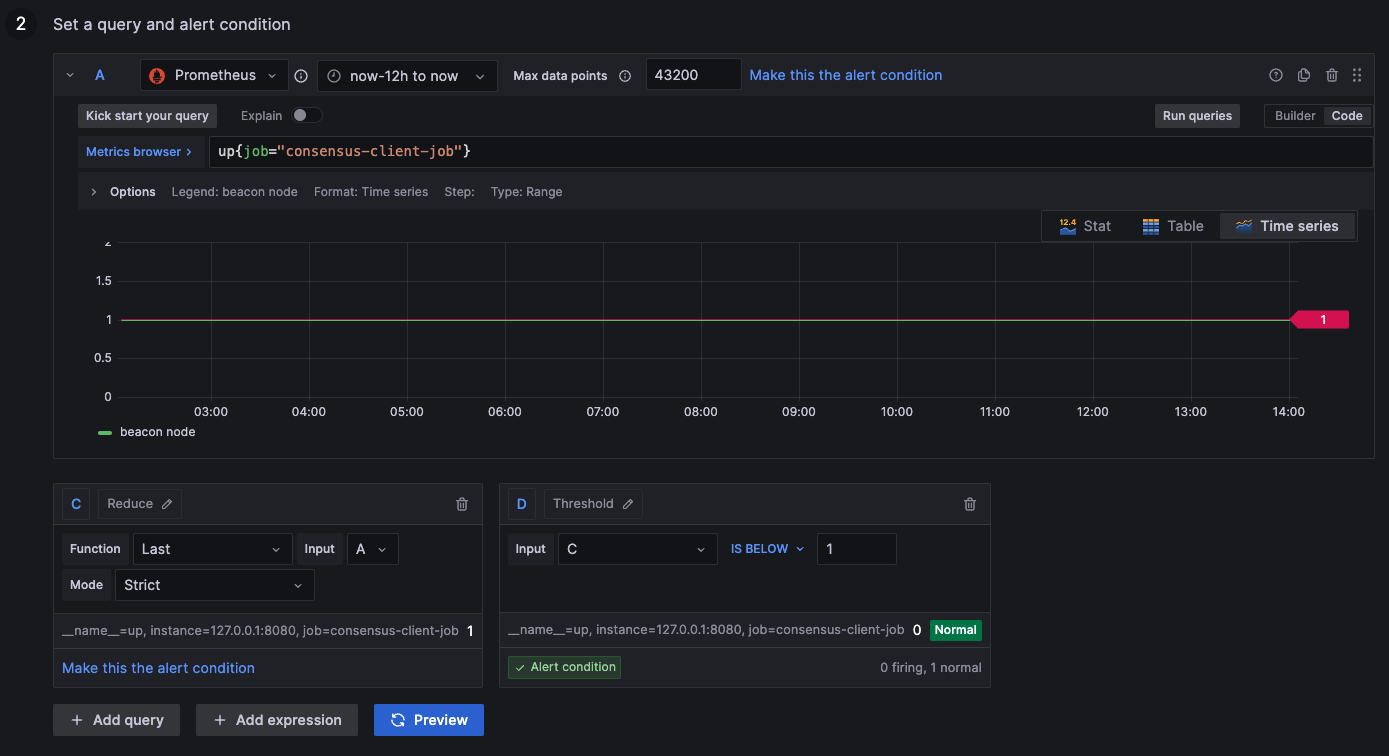 2 Set a query and alert condition
A Prometheus now-12h to now Max data points 43200 Make this the alert condition
Kick start your query Explain Run queries Builder Code
Metrics browser > up{job="consensus-client-job"}
Options Legend: beacon node Format: Time series Step: Type: Range
12.4 Stat Table Time series
2
1.5
1 1
0.5
0
03:00 04:00 05:00 06:00 07:00 08:00 09:00 10:00 11:00 12:00 13:00 14:00
beacon node
C Reduce
Function Last Input A
Mode Strict
__name__=up, instance=127.0.0.1:8080, job=consensus-client-job 1
Make this the alert condition
D Threshold
Input C IS BELOW 1
__name__=up, instance=127.0.0.1:8080, job=consensus-client-job 0 Normal
Alert condition 0 firing, 1 normal
+ Add query + Add expression Preview